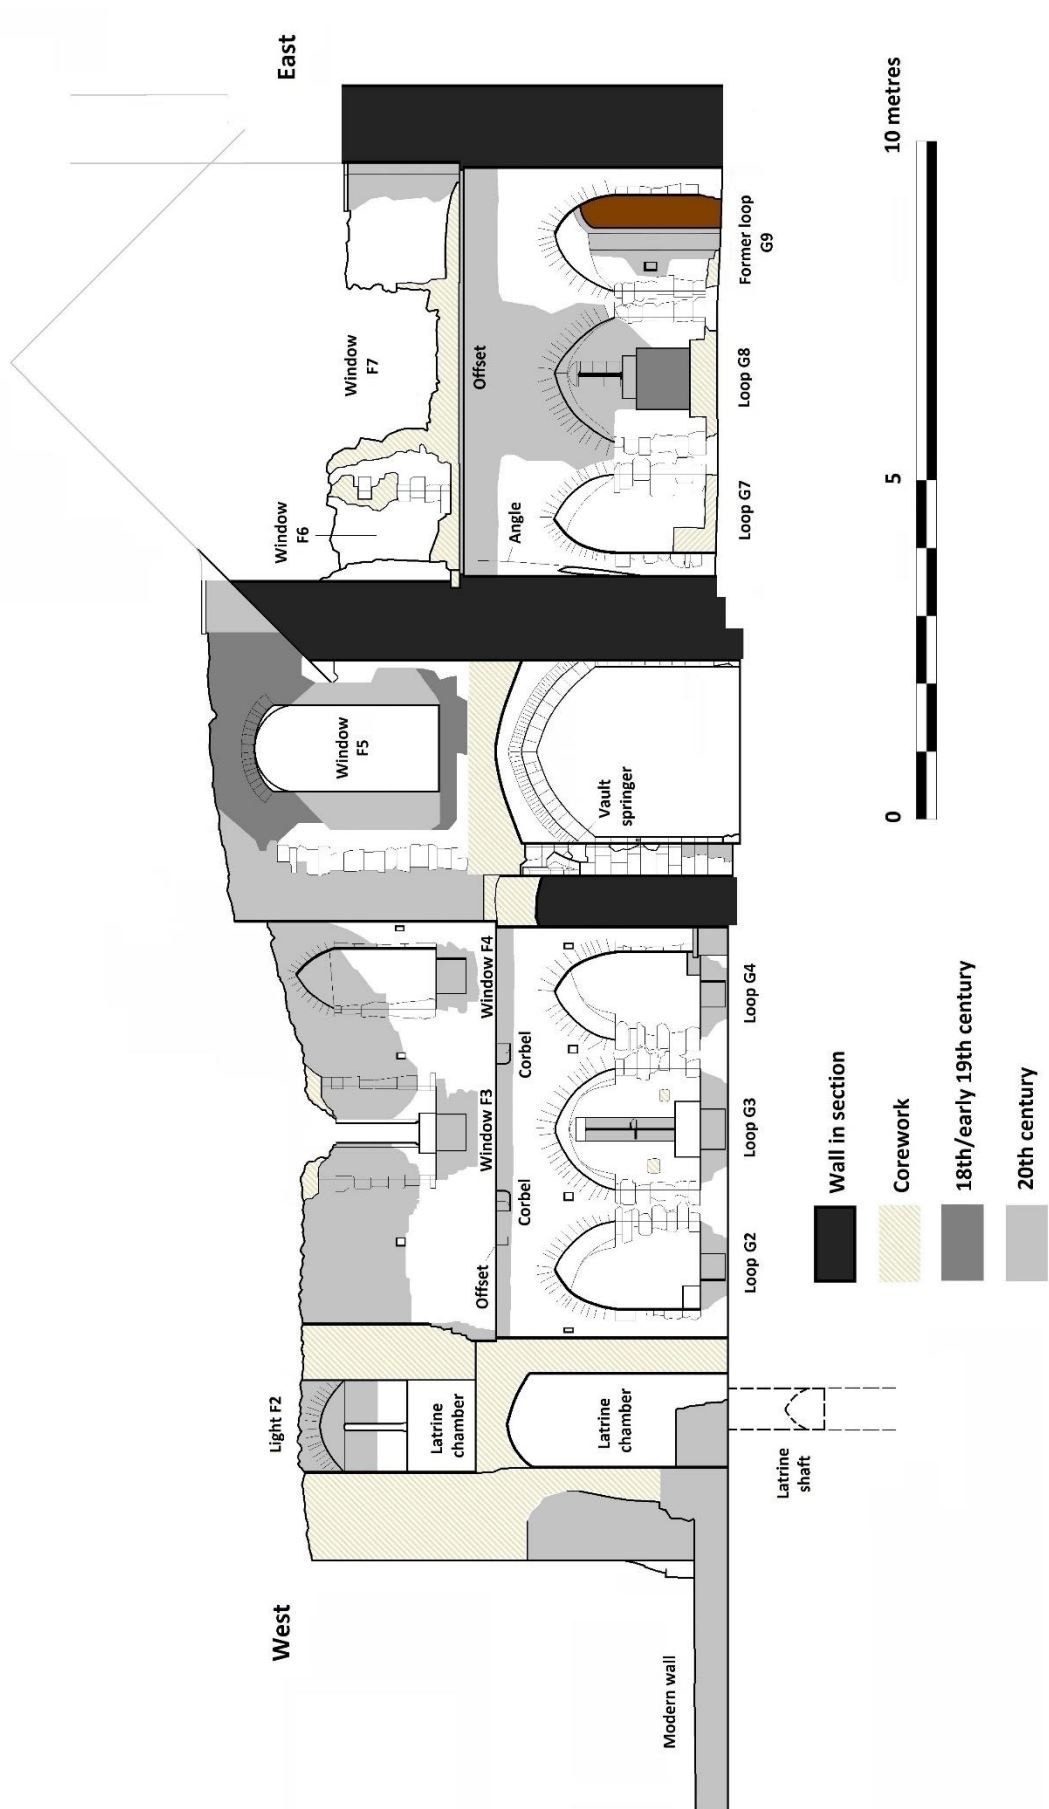 West
East
Light F2
Latrine
chamber
Window F3
Window F4
Window
F5
Window
F6
Window
F7
Offset
Corbel
Corbel
Offset
Angle
Latrine
chamber
Vault
springer
Modern wall
Latrine
shaft
Loop G2
Loop G3
Loop G4
Loop G7
Loop G8
Former loop
G9
Wall in section
Corework
18th/early 19th century
20th century
0
5
10 metres